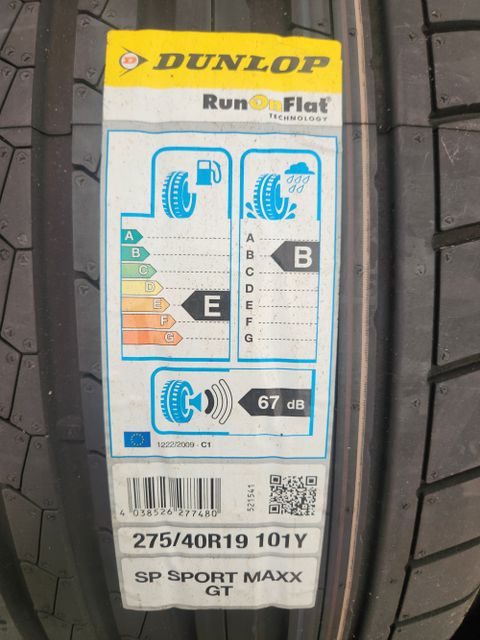 DUNLOP
RunOnFlat
TECHNOLOGY
A
B
C
D
E
F
G
E
A
B
C
D
E
F
G
B
67 dB
1222/2009 - C1
4 038526 277480
521541
275/40R19 101Y
SP SPORT MAXX
GT